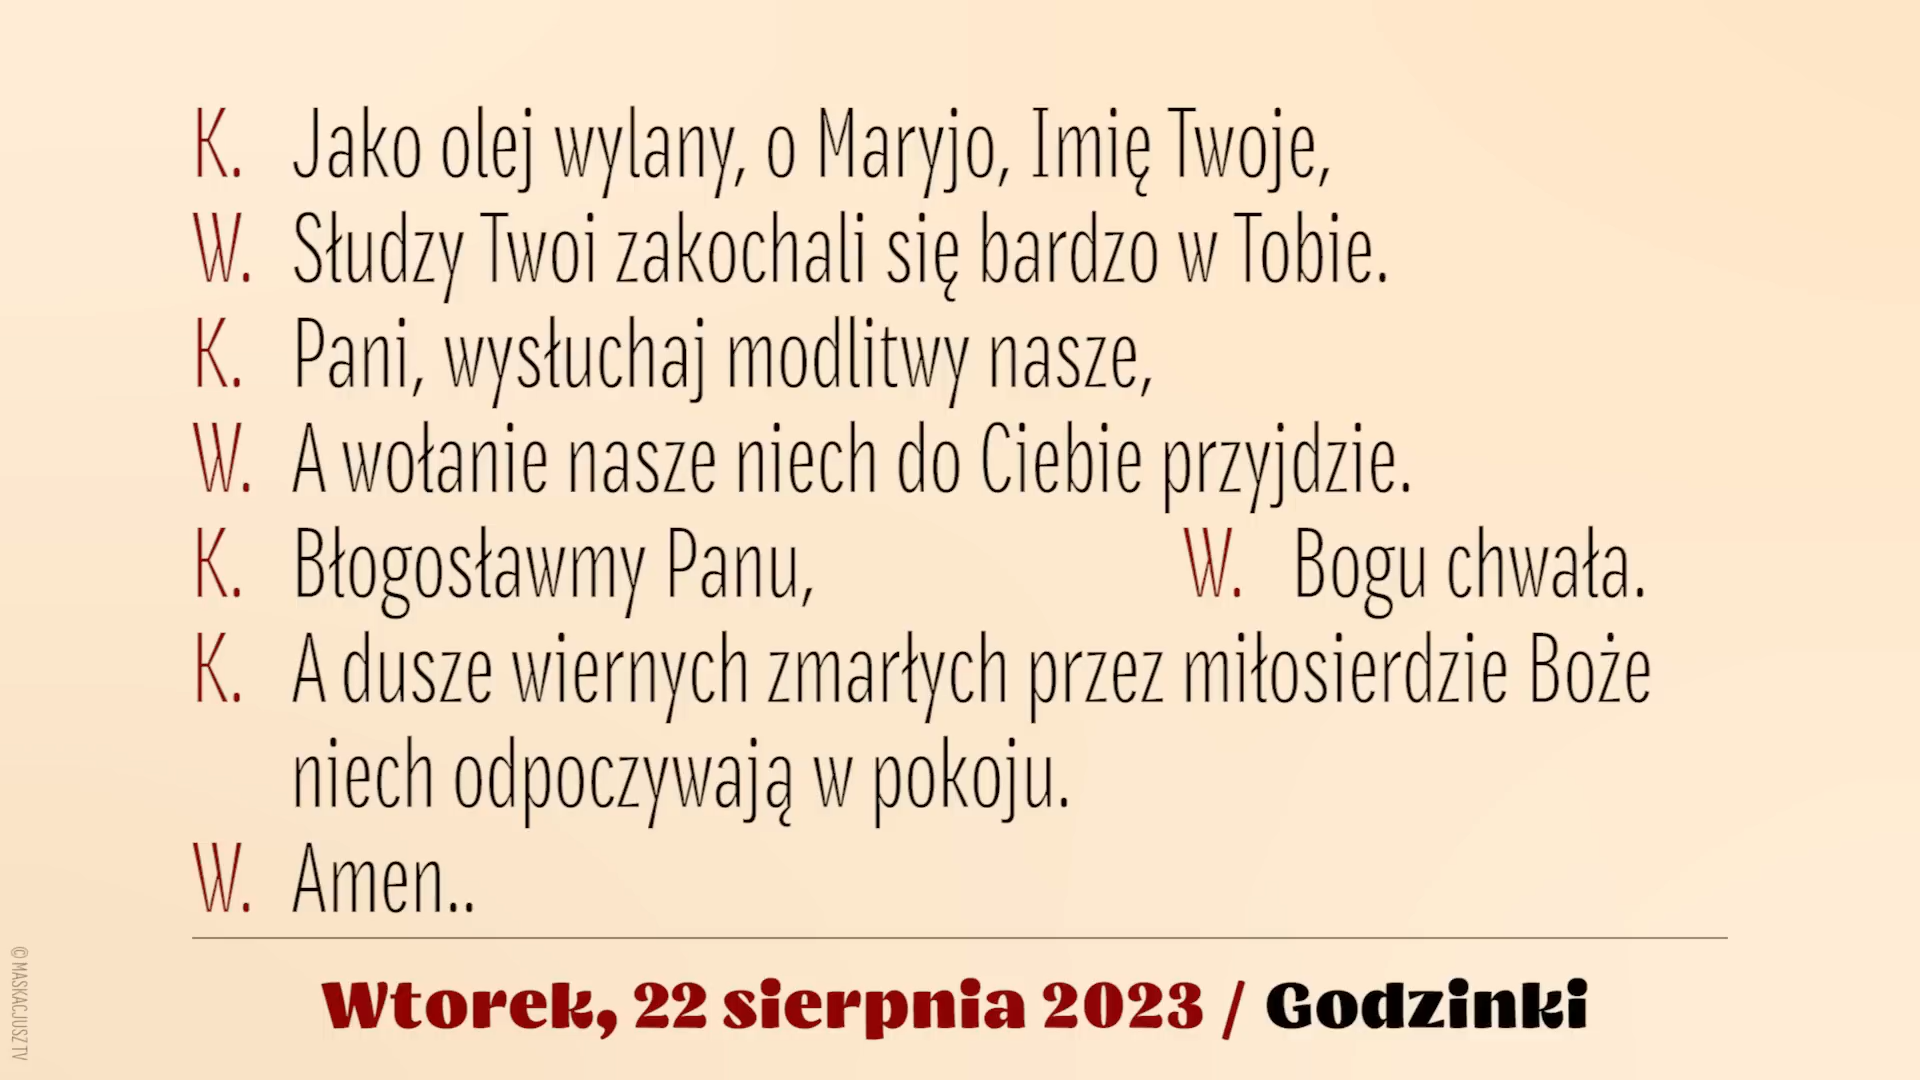 K. Jako olej wylany, o Maryjo, Imię Twoje,
W. Słudzy Twoi zakochali się bardzo w Tobie.
K. Pani, wysłuchaj modlitwy nasze,
W. A wołanie nasze niech do Ciebie przyjdzie.
K. Błogosławmy Panu, W. Bogu chwała.
K. A dusze wiernych zmarłych przez miłosierdzie Boże
niech odpoczywają w pokoju.
W. Amen..
Wtorek, 22 sierpnia 2023 / Godzinki
© MASKACJUSZ TV